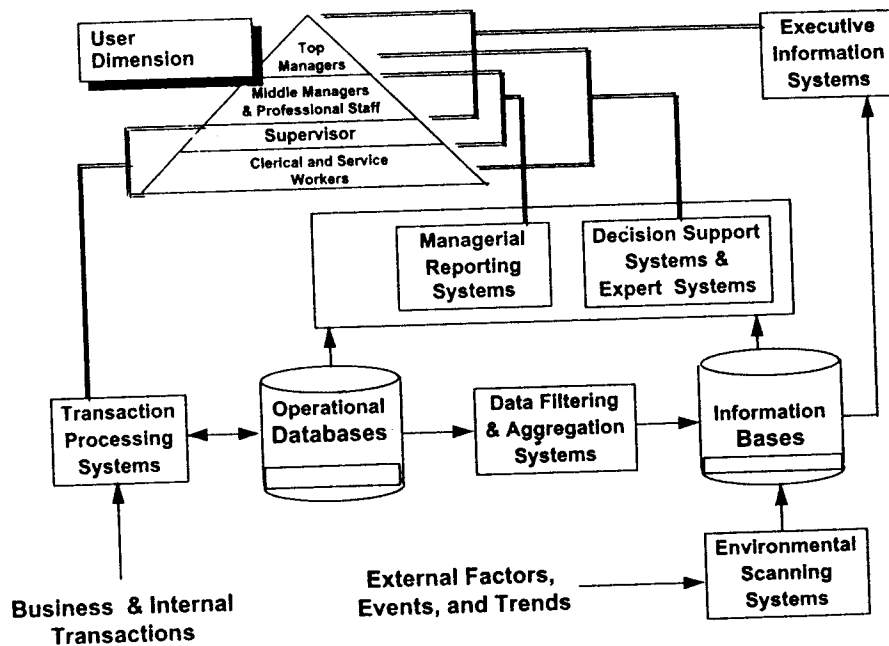 User
Dimension
Top
Managers
Middle Managers
& Professional Staff
Supervisor
Clerical and Service
Workers
Executive
Information
Systems
Managerial
Reporting
Systems
Decision Support
Systems &
Expert Systems
Transaction
Processing
Systems
Operational
Databases
Data Filtering
& Aggregation
Systems
Information
Bases
Environmental
Scanning
Systems
External Factors,
Events, and Trends
Business & Internal
Transactions